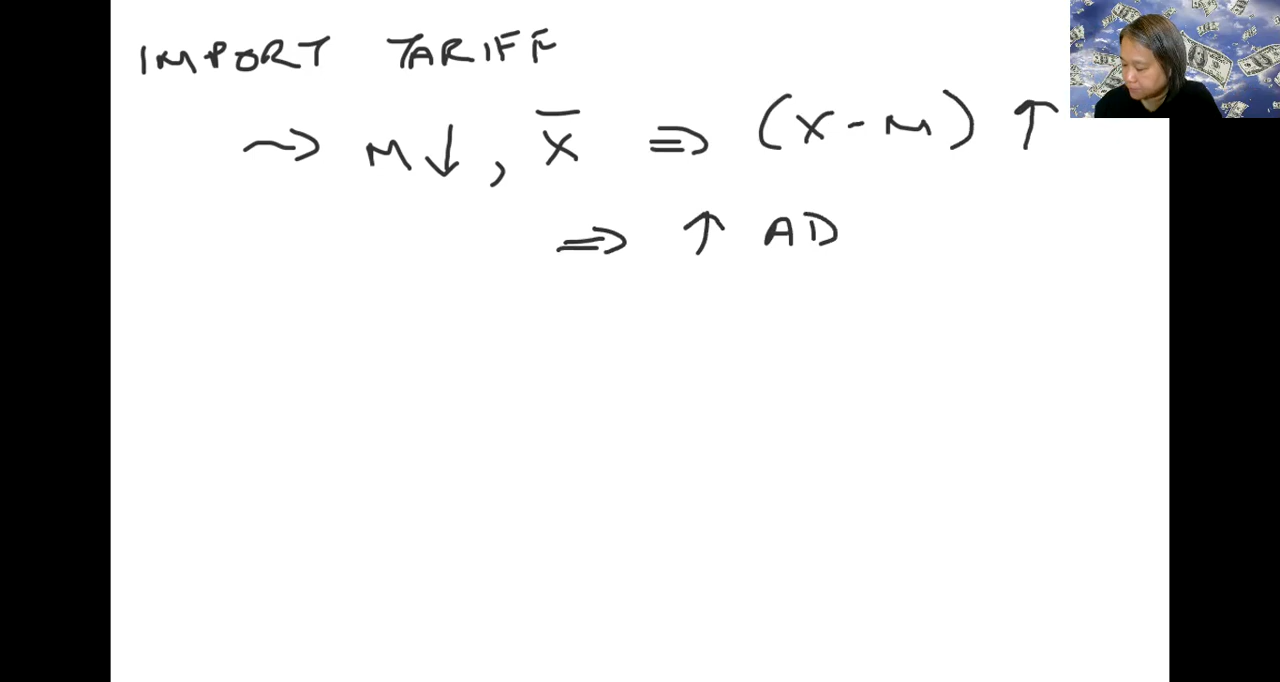 IMPORT TARIFF
→ M↓, X̅ ⇒ (X - M) ↑
⇒ ↑ AD